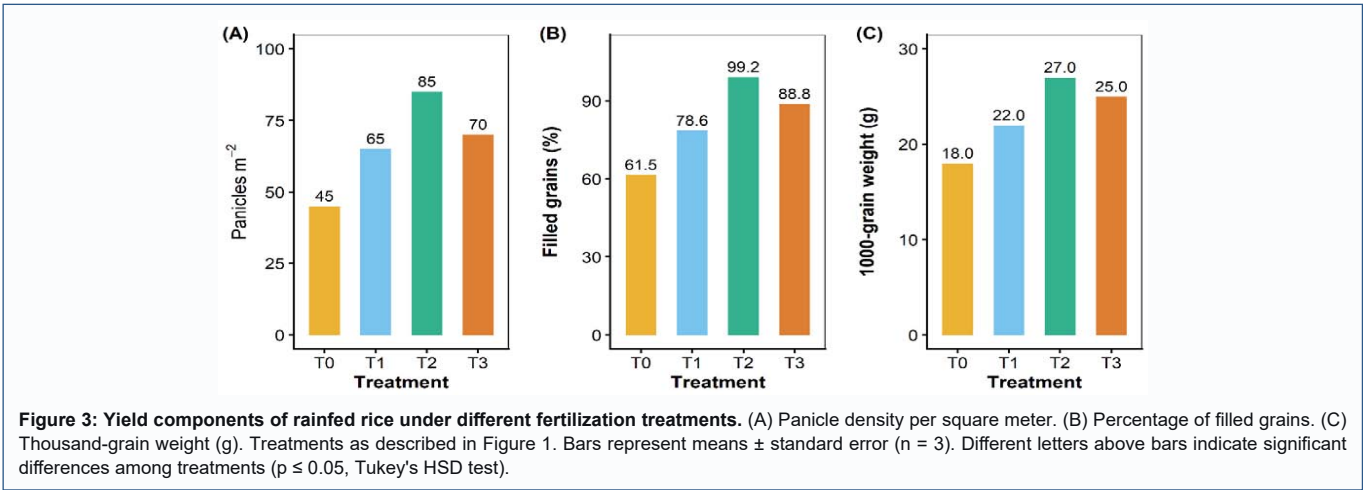 (A)
100
75
50
25
0
Panicles m⁻²
45
65
85
70
T0 T1 T2 T3
Treatment
(B)
90
60
30
0
Filled grains (%)
61.5
78.6
99.2
88.8
T0 T1 T2 T3
Treatment
(C)
30
20
10
0
1000-grain weight (g)
18.0
22.0
27.0
25.0
T0 T1 T2 T3
Treatment
Figure 3: Yield components of rainfed rice under different fertilization treatments. (A) Panicle density per square meter. (B) Percentage of filled grains. (C)
Thousand-grain weight (g). Treatments as described in Figure 1. Bars represent means ± standard error (n = 3). Different letters above bars indicate significant
differences among treatments (p ≤ 0.05, Tukey's HSD test).